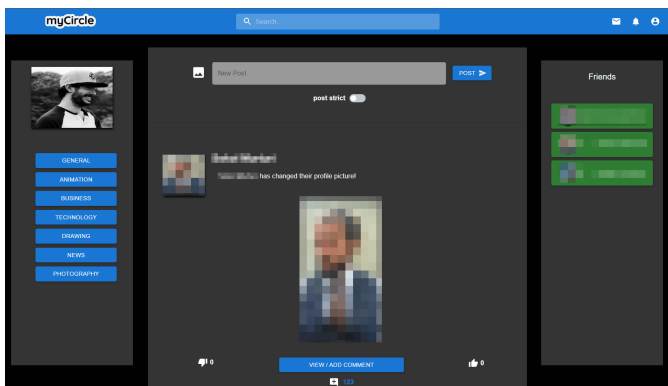 myCircle
Search...
New Post
POST
post strict
GENERAL
ANIMATION
BUSINESS
TECHNOLOGY
DRAWING
NEWS
PHOTOGRAPHY
has changed their profile picture!
0
VIEW / ADD COMMENT
0
123
Friends